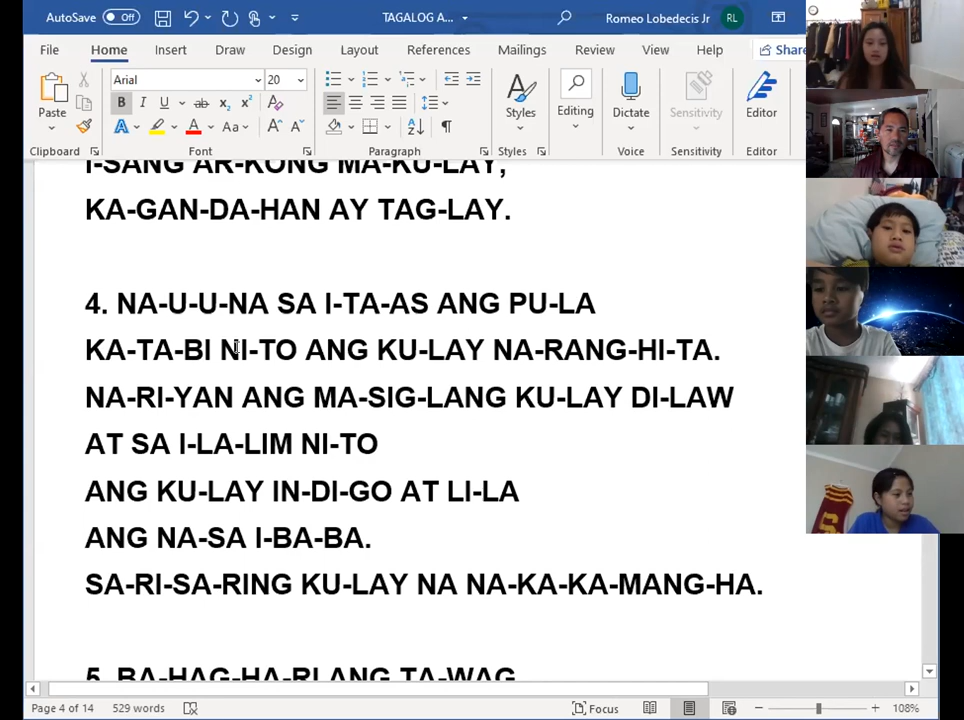 AutoSave Off TAGALOG A... Romeo Lobedecis Jr RL
File Home Insert Draw Design Layout References Mailings Review View Help Share
Arial 20
Paste
B I U ab x₂ x²
A A Aa A A
Styles Editing Dictate Sensitivity Editor
Clipboard Font Paragraph Styles Voice Sensitivity Editor
I-SANG AR-KONG MA-KU-LAY,
KA-GAN-DA-HAN AY TAG-LAY.
4. NA-U-U-NA SA I-TA-AS ANG PU-LA
KA-TA-BI NI-TO ANG KU-LAY NA-RANG-HI-TA.
NA-RI-YAN ANG MA-SIG-LANG KU-LAY DI-LAW
AT SA I-LA-LIM NI-TO
ANG KU-LAY IN-DI-GO AT LI-LA
ANG NA-SA I-BA-BA.
SA-RI-SA-RING KU-LAY NA NA-KA-KA-MANG-HA.
5. BA-HAG-HA-RI ANG TA-WAG
Page 4 of 14 529 words Focus 108%